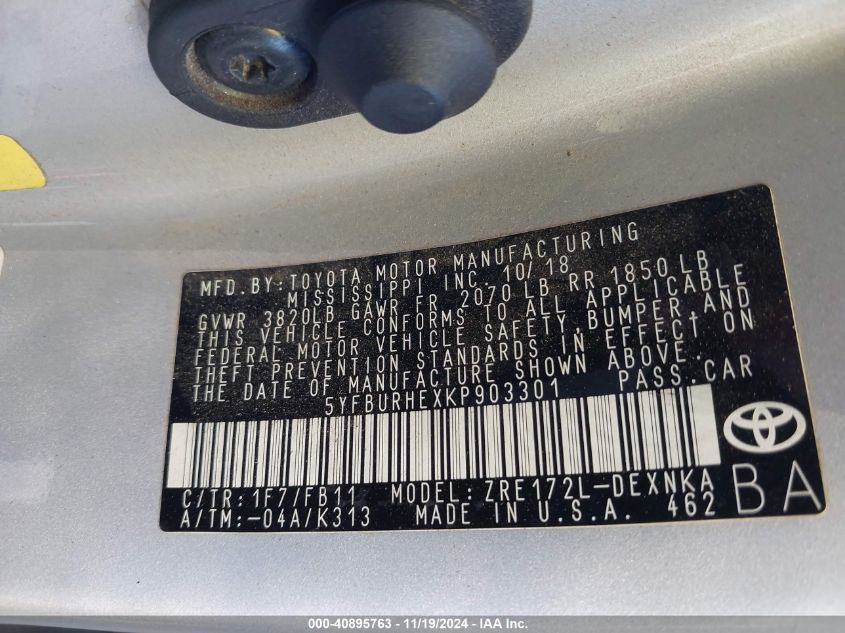 MFD. BY: TOYOTA MOTOR MANUFACTURING
MISSISSIPPI INC. 10/18
GVWR 3820LB GAWR FR 2070 LB RR 1850 LB
THIS VEHICLE CONFORMS TO ALL APPLICABLE
FEDERAL MOTOR VEHICLE SAFETY, BUMPER, AND
THEFT PREVENTION STANDARDS IN EFFECT ON
THE DATE OF MANUFACTURE SHOWN ABOVE.
5YFBURHEXKP903301 PASS. CAR
C/TR: 1F7/FB11 MODEL: ZRE172L-DEXNKA
A/TM: -04A/K313 MADE IN U.S.A. 462
BA
000-40895763 - 11/19/2024 - IAA Inc.